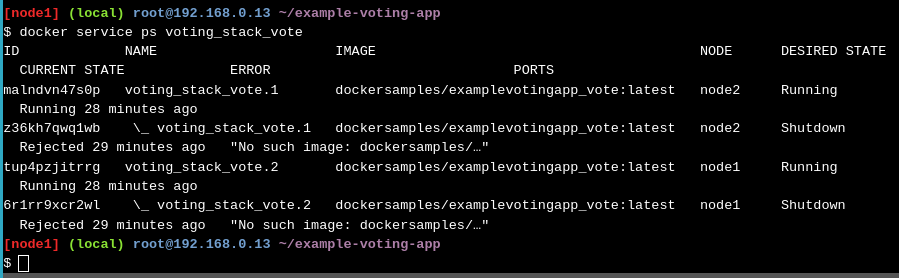 [node1] (local) root@192.168.0.13 ~/example-voting-app
$ docker service ps voting_stack_vote
ID             NAME                      IMAGE                                        NODE      DESIRED STATE
  CURRENT STATE             ERROR                              PORTS
malndvn47s0p   voting_stack_vote.1       dockersamples/examplevotingapp_vote:latest   node2     Running
  Running 28 minutes ago
z36kh7qwq1wb    \_ voting_stack_vote.1   dockersamples/examplevotingapp_vote:latest   node2     Shutdown
  Rejected 29 minutes ago   "No such image: dockersamples/…"
tup4pzjitrrg   voting_stack_vote.2       dockersamples/examplevotingapp_vote:latest   node1     Running
  Running 28 minutes ago
6r1rr9xcr2wl    \_ voting_stack_vote.2   dockersamples/examplevotingapp_vote:latest   node1     Shutdown
  Rejected 29 minutes ago   "No such image: dockersamples/…"
[node1] (local) root@192.168.0.13 ~/example-voting-app
$